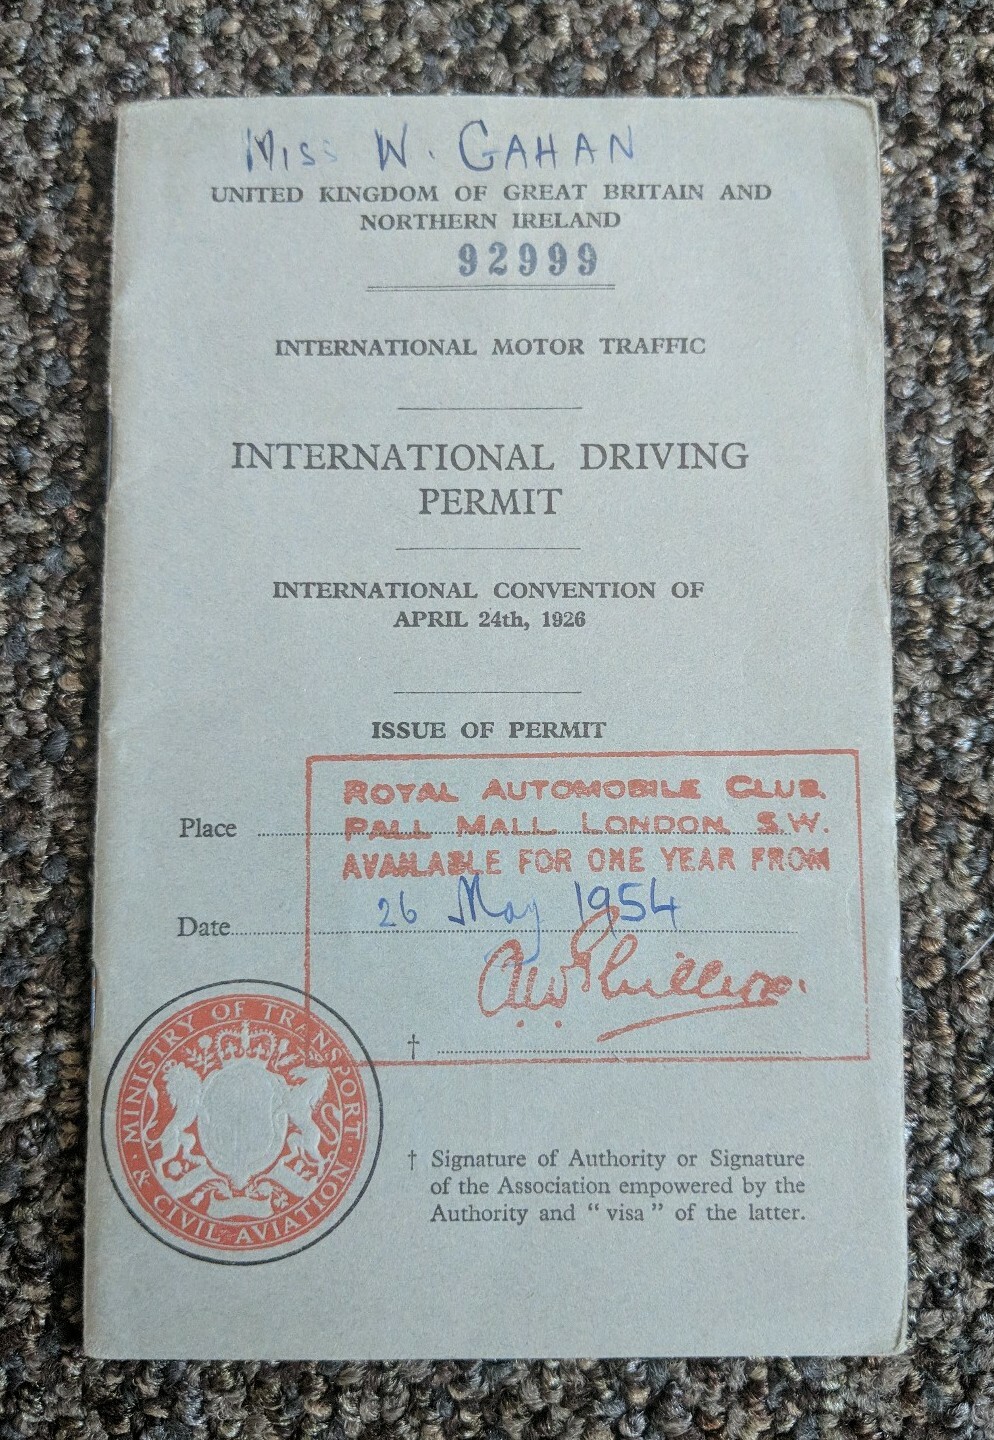 Miss W. GAHAN
UNITED KINGDOM OF GREAT BRITAIN AND
NORTHERN IRELAND
92999
INTERNATIONAL MOTOR TRAFFIC
INTERNATIONAL DRIVING
PERMIT
INTERNATIONAL CONVENTION OF
APRIL 24th, 1926
ISSUE OF PERMIT
ROYAL AUTOMOBILE CLUB.
Place PALL MALL LONDON, S.W.
AVAILABLE FOR ONE YEAR FROM
Date 26 May 1954
†
MINISTRY OF TRANSPORT
& CIVIL AVIATION
† Signature of Authority or Signature
of the Association empowered by the
Authority and “ visa ” of the latter.